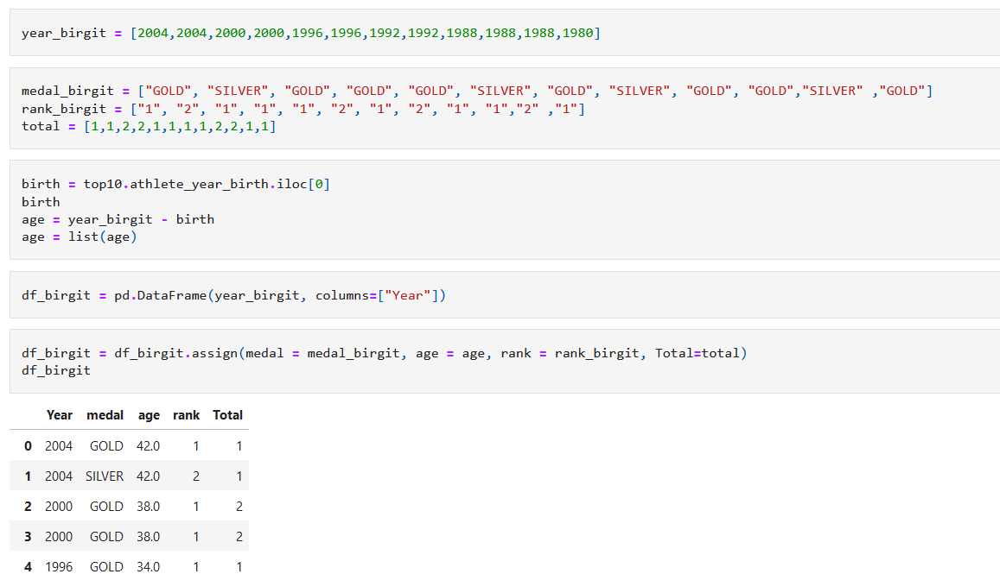 year_birgit = [2004,2004,2000,2000,1996,1996,1992,1992,1988,1988,1988,1980]
medal_birgit = ["GOLD", "SILVER", "GOLD", "GOLD", "GOLD", "SILVER", "GOLD", "SILVER", "GOLD", "GOLD","SILVER" ,"GOLD"]
rank_birgit = ["1", "2", "1", "1", "1", "2", "1", "2", "1", "1","2" ,"1"]
total = [1,1,2,2,1,1,1,1,2,2,1,1]
birth = top10.athlete_year_birth.iloc[0]
birth
age = year_birgit - birth
age = list(age)
df_birgit = pd.DataFrame(year_birgit, columns=["Year"])
df_birgit = df_birgit.assign(medal = medal_birgit, age = age, rank = rank_birgit, Total=total)
df_birgit
Year medal age rank Total
0 2004 GOLD 42.0 1 1
1 2004 SILVER 42.0 2 1
2 2000 GOLD 38.0 1 2
3 2000 GOLD 38.0 1 2
4 1996 GOLD 34.0 1 1